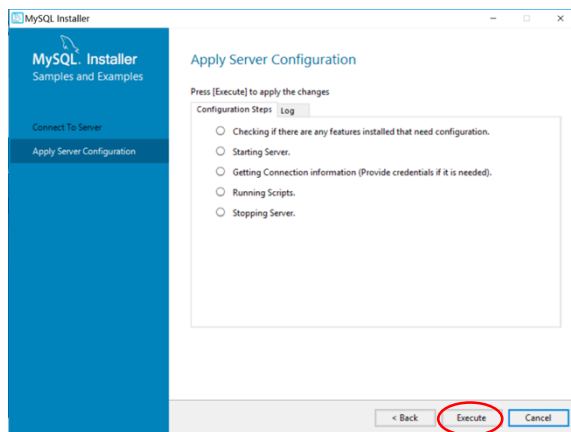 MySQL Installer
MySQL. Installer
Samples and Examples
Connect To Server
Apply Server Configuration
Apply Server Configuration
Press [Execute] to apply the changes
Configuration Steps Log
Checking if there are any features installed that need configuration.
Starting Server.
Getting Connection information (Provide credentials if it is needed).
Running Scripts.
Stopping Server.
< Back Execute Cancel